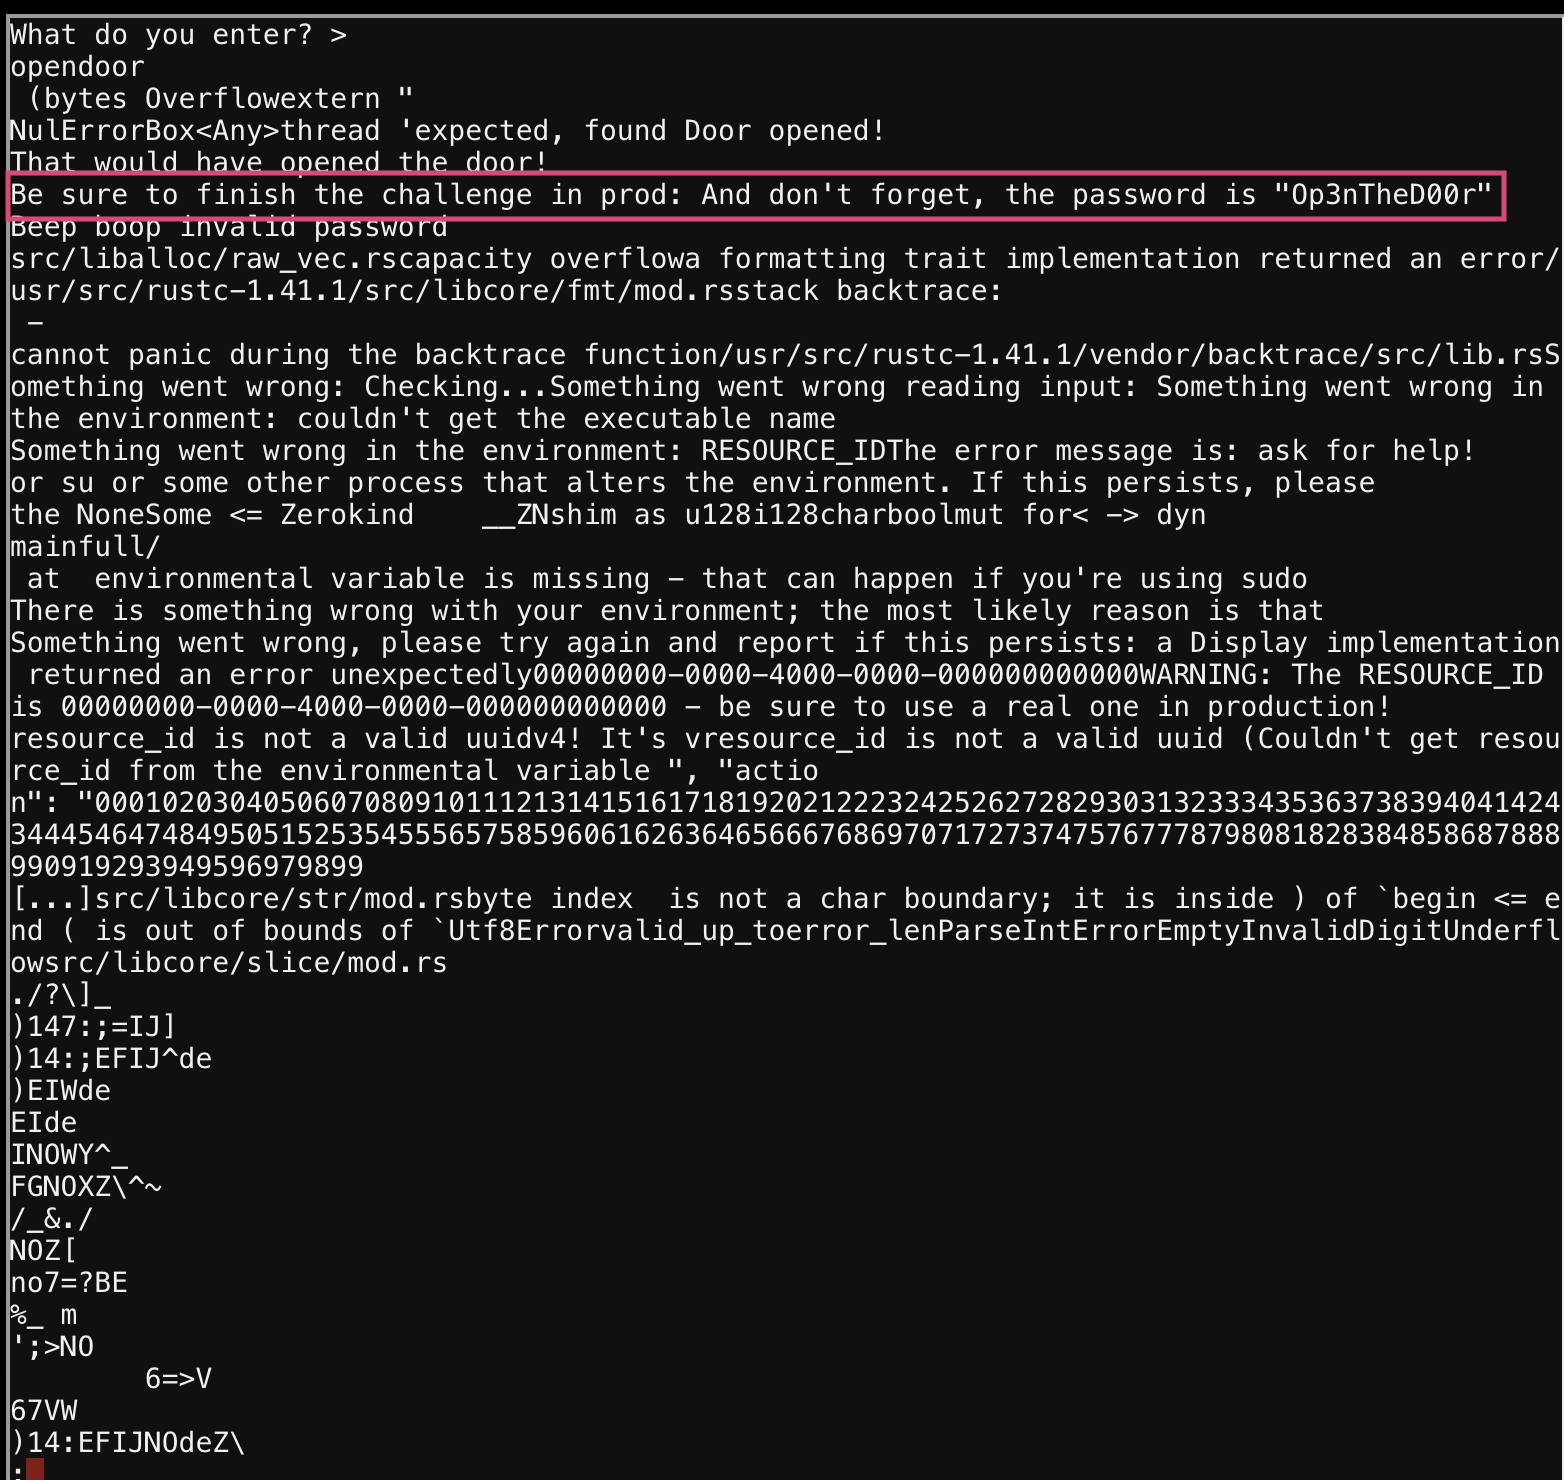 What do you enter? >
opendoor
 (bytes Overflowextern "
NulErrorBox<Any>thread 'expected, found Door opened!
That would have opened the door!
Be sure to finish the challenge in prod: And don't forget, the password is "Op3nTheD00r"
Beep boop invalid password
src/liballoc/raw_vec.rscapacity overflowa formatting trait implementation returned an error/
usr/src/rustc-1.41.1/src/libcore/fmt/mod.rsstack backtrace:
 -
cannot panic during the backtrace function/usr/src/rustc-1.41.1/vendor/backtrace/src/lib.rsS
omething went wrong: Checking...Something went wrong reading input: Something went wrong in
the environment: couldn't get the executable name
Something went wrong in the environment: RESOURCE_IDThe error message is: ask for help!
or su or some other process that alters the environment. If this persists, please
the NoneSome <= Zerokind    __ZNshim as u128i128charboolmut for< -> dyn
mainfull/
 at  environmental variable is missing - that can happen if you're using sudo
There is something wrong with your environment; the most likely reason is that
Something went wrong, please try again and report if this persists: a Display implementation
 returned an error unexpectedly00000000-0000-4000-0000-000000000000WARNING: The RESOURCE_ID
is 00000000-0000-4000-0000-000000000000 - be sure to use a real one in production!
resource_id is not a valid uuidv4! It's vresource_id is not a valid uuid (Couldn't get resou
rce_id from the environmental variable ", "actio
n": "000102030405060708091011121314151617181920212223242526272829303132333435363738394041424
34445464748495051525354555657585960616263646566676869707172737475767778798081828384858687888
990919293949596979899
[...]src/libcore/str/mod.rsbyte index  is not a char boundary; it is inside ) of `begin <= e
nd ( is out of bounds of `Utf8Errorvalid_up_toerror_lenParseIntErrorEmptyInvalidDigitUnderfl
owsrc/libcore/slice/mod.rs
./?\]_
)147:;=IJ]
)14:;EFIJ^de
)EIWde
EIde
INOWY^_
FGNOXZ\^~
/_&./
NOZ[
no7=?BE
%_ m
';>NO
        6=>V
67VW
)14:EFIJNOdeZ\
: